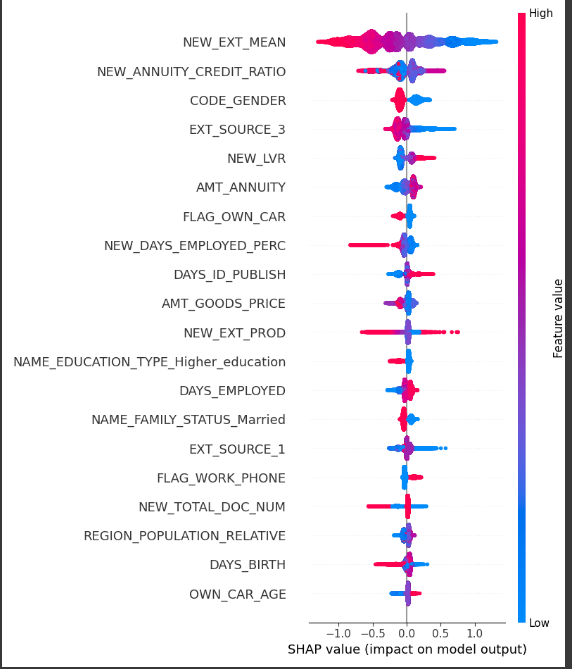 High
NEW_EXT_MEAN
NEW_ANNUITY_CREDIT_RATIO
CODE_GENDER
EXT_SOURCE_3
NEW_LVR
AMT_ANNUITY
FLAG_OWN_CAR
NEW_DAYS_EMPLOYED_PERC
DAYS_ID_PUBLISH
AMT_GOODS_PRICE
NEW_EXT_PROD
NAME_EDUCATION_TYPE_Higher_education
DAYS_EMPLOYED
NAME_FAMILY_STATUS_Married
EXT_SOURCE_1
FLAG_WORK_PHONE
NEW_TOTAL_DOC_NUM
REGION_POPULATION_RELATIVE
DAYS_BIRTH
OWN_CAR_AGE
Feature value
Low
−1.0 −0.5 0.0 0.5 1.0
SHAP value (impact on model output)